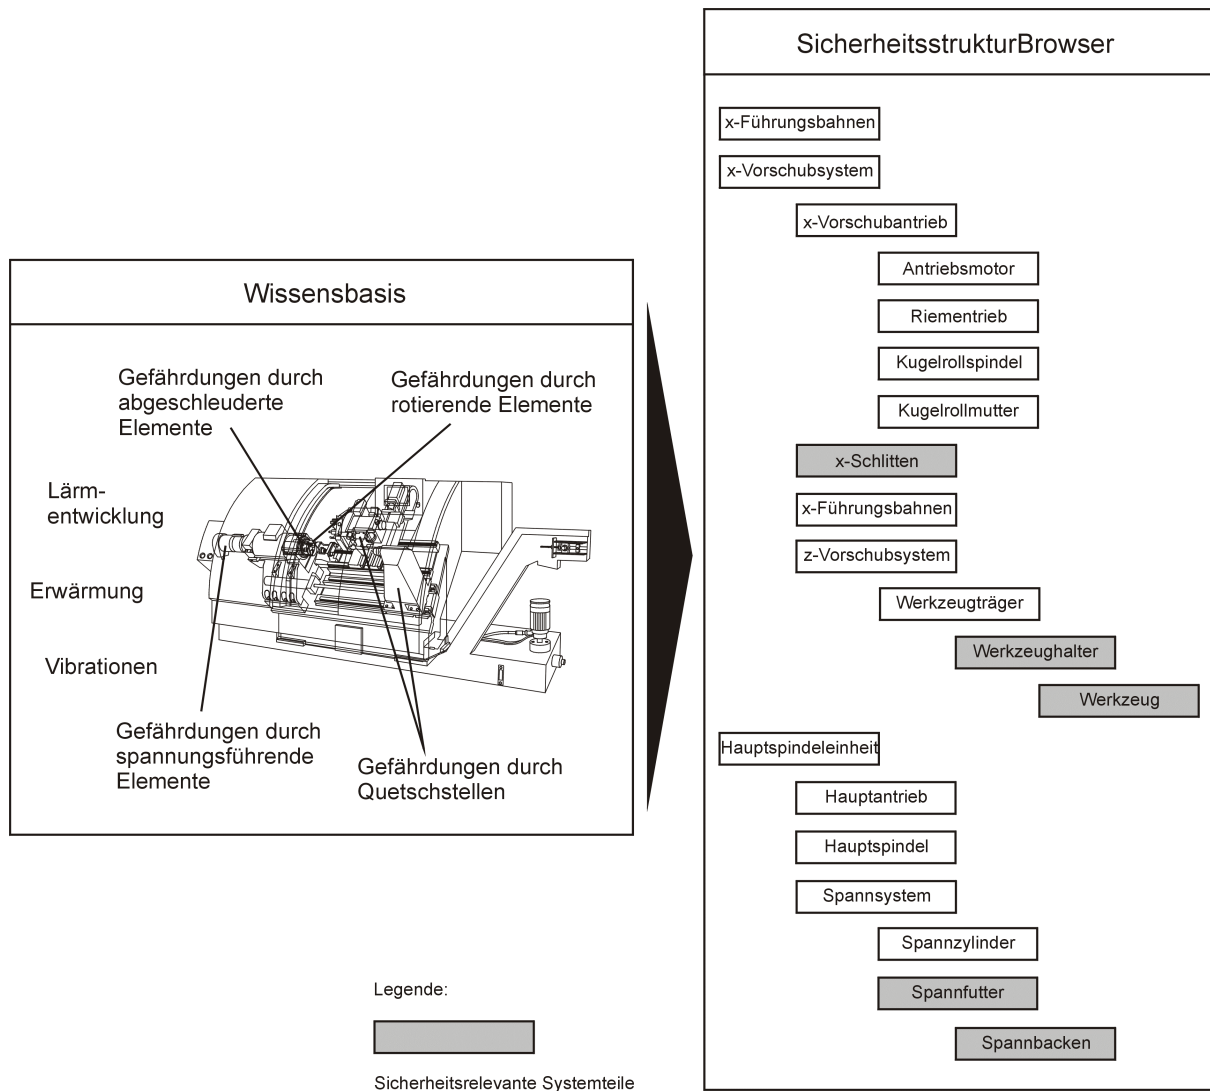 Wissensbasis
Gefährdungen durch
abgeschleuderte
Elemente
Gefährdungen durch
rotierende Elemente
Lärm-
entwicklung
Erwärmung
Vibrationen
Gefährdungen durch
spannungsführende
Elemente
Gefährdungen durch
Quetschstellen
Legende:
Sicherheitsrelevante Systemteile
SicherheitsstrukturBrowser
x-Führungsbahnen
x-Vorschubsystem
x-Vorschubantrieb
Antriebsmotor
Riementrieb
Kugelrollspindel
Kugelrollmutter
x-Schlitten
x-Führungsbahnen
z-Vorschubsystem
Werkzeugträger
Werkzeughalter
Werkzeug
Hauptspindeleinheit
Hauptantrieb
Hauptspindel
Spannsystem
Spannzylinder
Spannfutter
Spannbacken